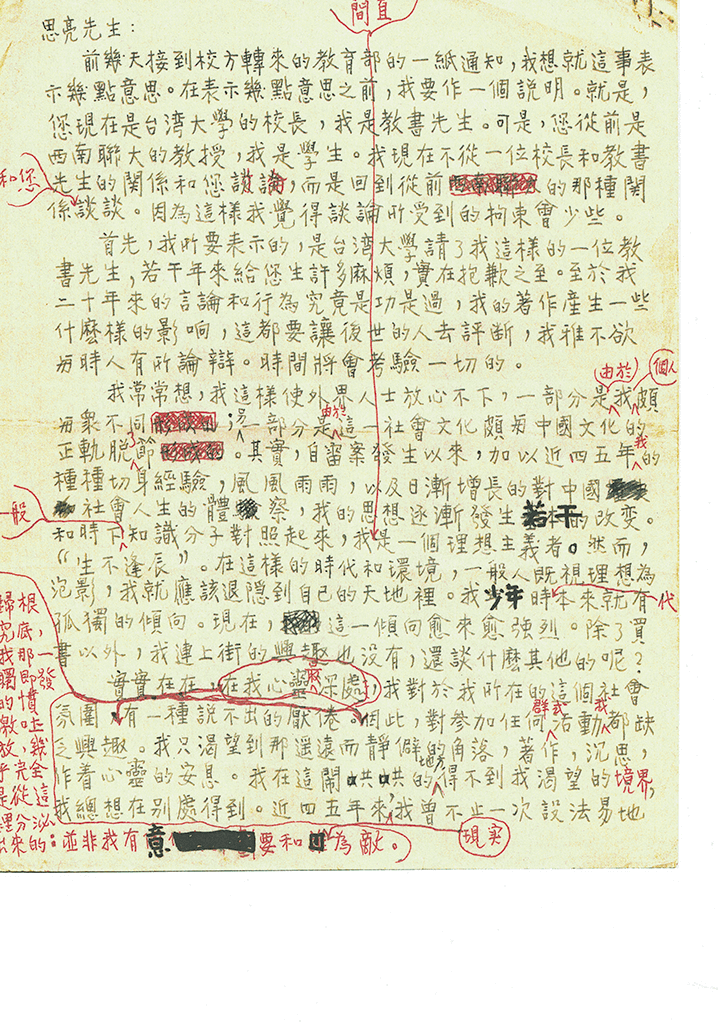 直
間
思亮先生：
前幾天接到校方轉來的教育部的一紙通知，我想就這事表
示幾點意思。在表示幾點意思之前，我要作一個説明。就是，
您現在是台湾大學的校長，我是教書先生。可是，您從前是
西南聯大的教授，我是學生。我現在不從一位校長和教書
和您
先生的關係和您談論，而是回到從前的那種関
係談談。因為這樣我覺得談論所受到的拘束會少些。
首先，我所要表示的，是台湾大學請了我這樣的一位教
書先生，若干年來給您生許多麻煩，實在抱歉之至。至於我
二十年來的言論和行為究竟是功是過，我的著作産生一些
什麼樣的影响，這都要讓後世的人去評断，我雅不欲
与時人有所論辯。時間將會考驗一切的。
由於 個人
我常常想，我這樣使外界人士放心不下，一部分是我頗
与衆不同；另一部分是由於這一社會文化頗与中國文化的
正軌脱了節。其實，自雷案發生以來，加以近四五年我的
種種切身經驗，風風雨雨，以及日漸增長的對中國
社會人生的體察，我的思想逐漸發生若干的改变。
一般
和時下知識分子對照起來，我是一個理想主義者。然而，
“生不逢辰”。在這樣的時代和環境，一般人既視理想為
泡影，我就應該退隠到自己的天地裡。我少年時代本來就有
孤獨的傾向。現在，這一傾向愈來愈強烈。除了買
書以外，我連上街的興趣也没有，還談什麼其他的呢？
實實在在，在我心靈深處，我對於我所在的這個社會
氛圍，有一種説不出的厭倦。因此，對參加任何群式活動我都缺
乏興趣。我只渴望到那遥遠而靜僻的角落，著作，沉思，
作着心靈的安息。我在這鬧哄哄的地方得不到我渴望的境界，
我總想在别處得到。近四五年來，我曾不止一次設法易地
歸根
究底，
我那一
的即發
憤
激吐
放，我
乎完全
是從這
裡分泌
出來的：並非我有意要和現実為敵。